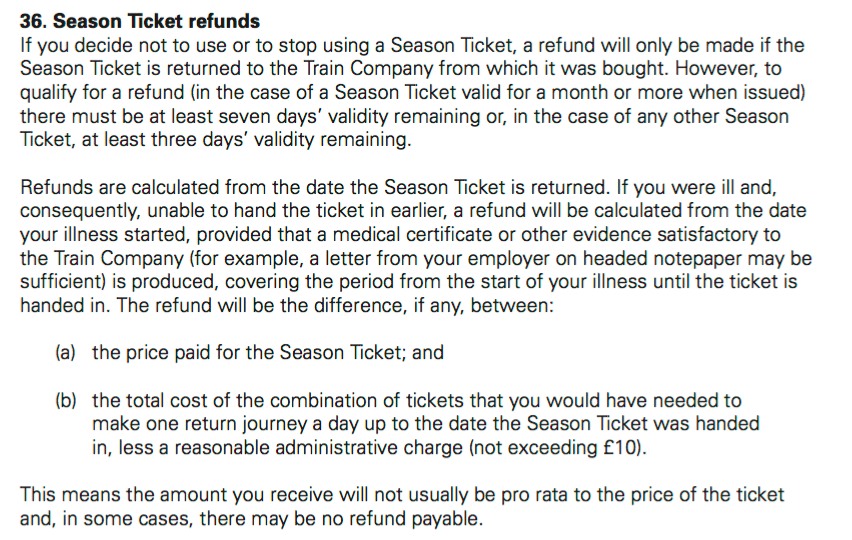 36. Season Ticket refunds
If you decide not to use or to stop using a Season Ticket, a refund will only be made if the
Season Ticket is returned to the Train Company from which it was bought. However, to
qualify for a refund (in the case of a Season Ticket valid for a month or more when issued)
there must be at least seven days’ validity remaining or, in the case of any other Season
Ticket, at least three days’ validity remaining.
Refunds are calculated from the date the Season Ticket is returned. If you were ill and,
consequently, unable to hand the ticket in earlier, a refund will be calculated from the date
your illness started, provided that a medical certificate or other evidence satisfactory to
the Train Company (for example, a letter from your employer on headed notepaper may be
sufficient) is produced, covering the period from the start of your illness until the ticket is
handed in. The refund will be the difference, if any, between:
(a) the price paid for the Season Ticket; and
(b) the total cost of the combination of tickets that you would have needed to
make one return journey a day up to the date the Season Ticket was handed
in, less a reasonable administrative charge (not exceeding £10).
This means the amount you receive will not usually be pro rata to the price of the ticket
and, in some cases, there may be no refund payable.